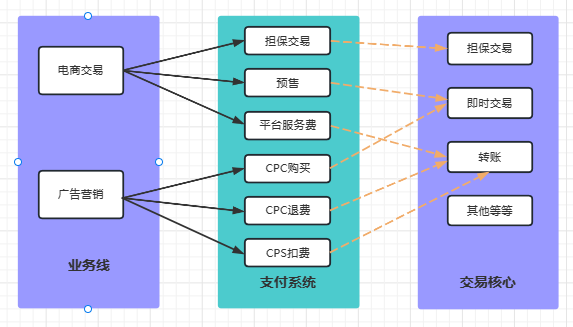 电商交易
广告营销
业务线
担保交易
预售
平台服务费
CPC购买
CPC退费
CPS扣费
支付系统
担保交易
即时交易
转账
其他等等
交易核心